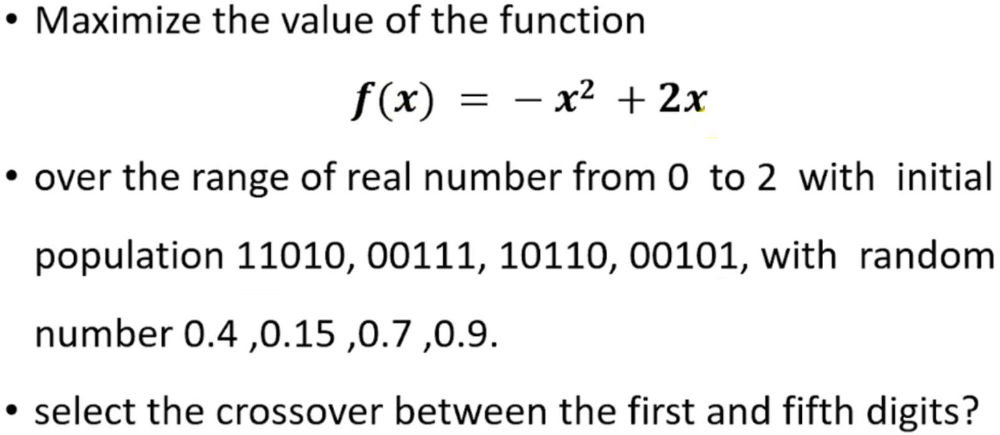 • Maximize the value of the function
f(x) = − x² + 2x
• over the range of real number from 0 to 2 with initial
population 11010, 00111, 10110, 00101, with random
number 0.4 ,0.15 ,0.7 ,0.9.
• select the crossover between the first and fifth digits?